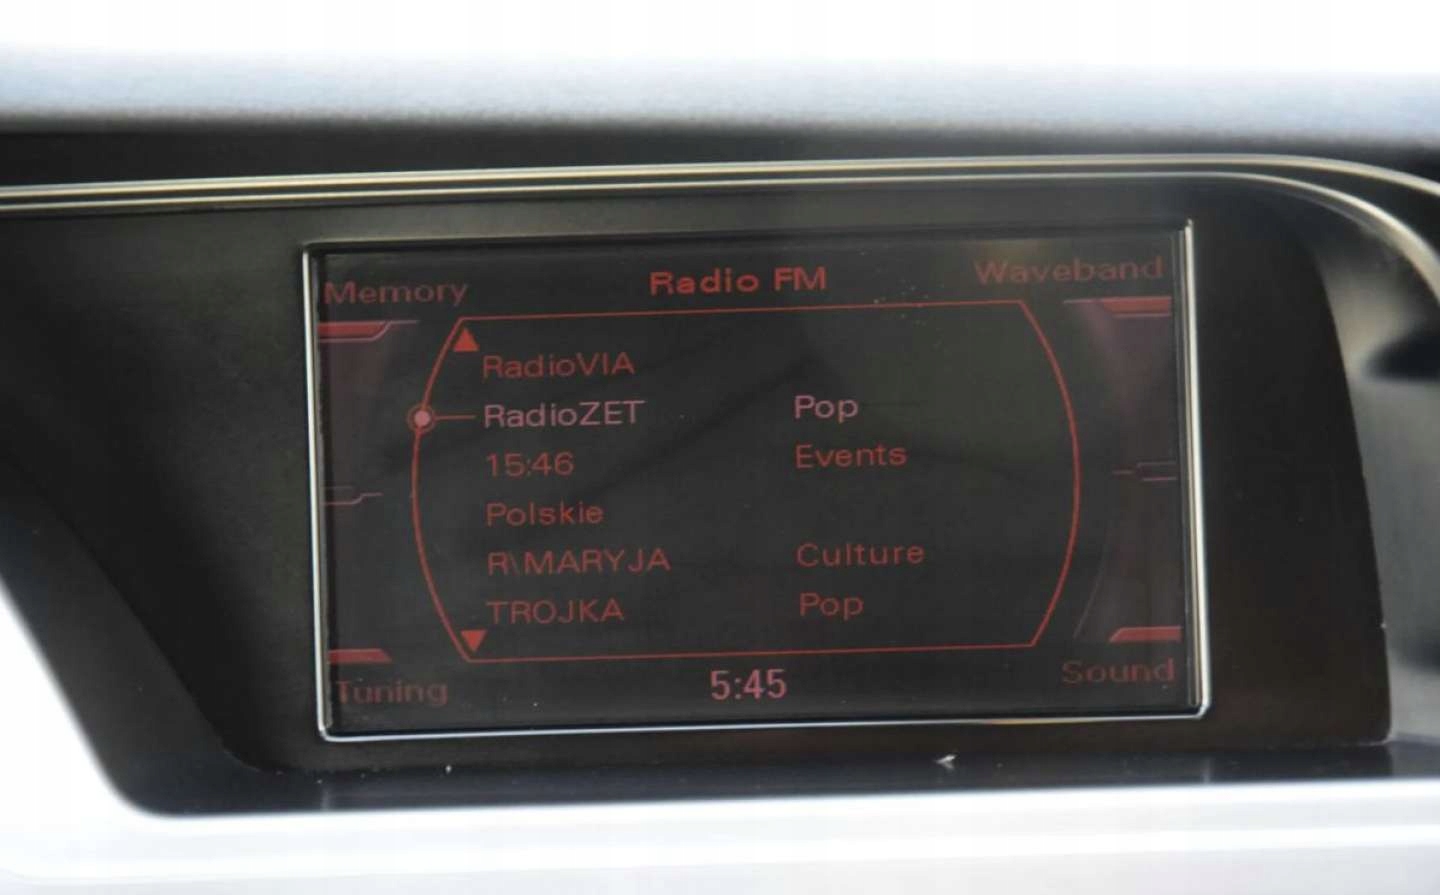 Memory Radio FM Waveband
RadioVIA
RadioZET Pop
15:46 Events
Polskie
R\MARYJA Culture
TROJKA Pop
Tuning 5:45 Sound